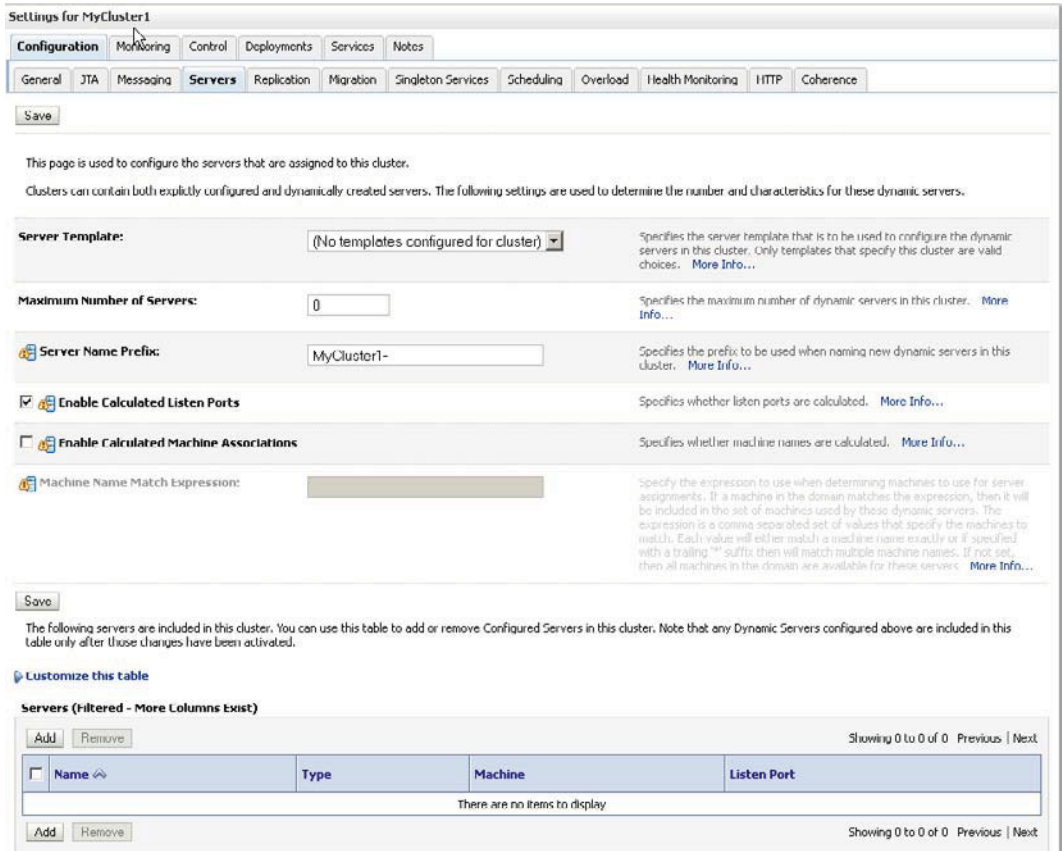 Settings for MyCluster1
Configuration Monitoring Control Deployments Services Notes
General JTA Messaging Servers Replication Migration Singleton Services Scheduling Overload Health Monitoring HTTP Coherence
Save
This page is used to configure the servers that are assigned to this cluster.
Clusters can contain both explictly configured and dynamically created servers. The following settings are used to determine the number and characteristics for these dynamic servers.
Server Template:
(No templates configured for cluster)
Specifies the server template that is to be used to configure the dynamic
servers in this cluster. Only templates that specify this cluster are valid
choices. More Info...
Maximum Number of Servers:
0
Specifies the maximum number of dynamic servers in this cluster. More
Info...
Server Name Prefix:
MyCluster1-
Specifies the prefix to be used when naming new dynamic servers in this
cluster. More Info...
Enable Calculated Listen Ports
Specifies whether listen ports are calculated. More Info...
Enable Calculated Machine Associations
Specifies whether machine names are calculated. More Info...
Machine Name Match Expression:
Specify the expression to use when determining machines to use for server
assignments. If a machine in the domain matches the expression, then it will
be included in the set of machines used by these dynamic servers. The
expression is a comma separated set of values that specify the machines to
match. Each value will either match a machine name exactly or if specified
with a trailing '*' suffix then will match multiple machine names. If not set,
then all machines in the domain are available for these servers More Info...
Save
The following servers are included in this cluster. You can use this table to add or remove Configured Servers in this cluster. Note that any Dynamic Servers configured above are included in this
table only after those changes have been activated.
Customize this table
Servers (Filtered - More Columns Exist)
Add Remove
Showing 0 to 0 of 0 Previous | Next
Name Type Machine Listen Port
There are no items to display
Add Remove
Showing 0 to 0 of 0 Previous | Next